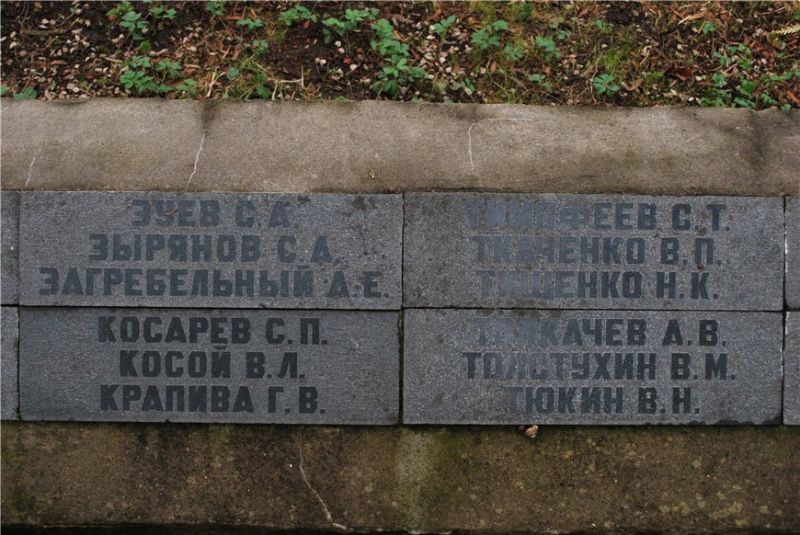 ЗУЕВ С.А.
ЗЫРЯНОВ С.А.
ЗАГРЕБЕЛЬНЫЙ А.Е.
КОСАРЕВ С.П.
КОСОЙ В.Л.
КРАПИВА Г.В.
ТИМОФЕЕВ С.Т.
ТКАЧЕНКО В.П.
ТИЩЕНКО Н.К.
ТОЛКАЧЕВ А.В.
ТОЛСТУХИН В.М.
ТЮКИН В.Н.